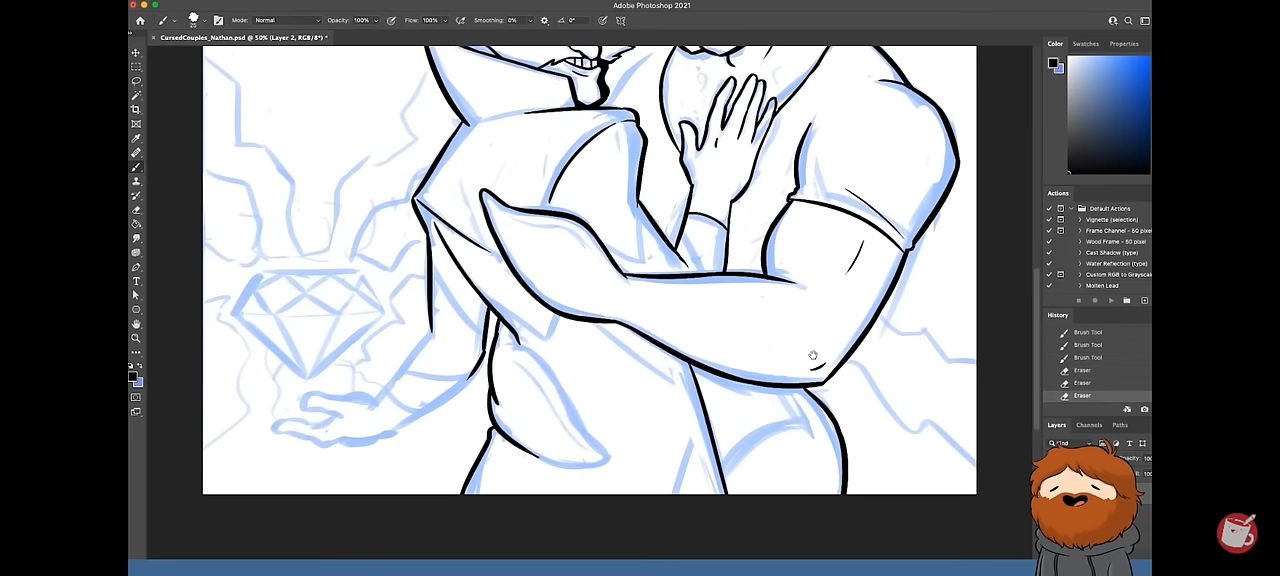 Adobe Photoshop 2021
Mode: Normal Opacity: 100% Flow: 100% Smoothing: 0% 0°
CursedCouples_Nathan.psd @ 50% (Layer 2, RGB/8*) *
Color Swatches Properties
Actions
Default Actions
Vignette (selection)
Frame Channel - 50 pixel
Wood Frame - 50 pixel
Cast Shadow (type)
Water Reflection (type)
Custom RGB to Grayscale
Molten Lead
History
Brush Tool
Brush Tool
Brush Tool
Eraser
Eraser
Eraser
Layers Channels Paths
Kind